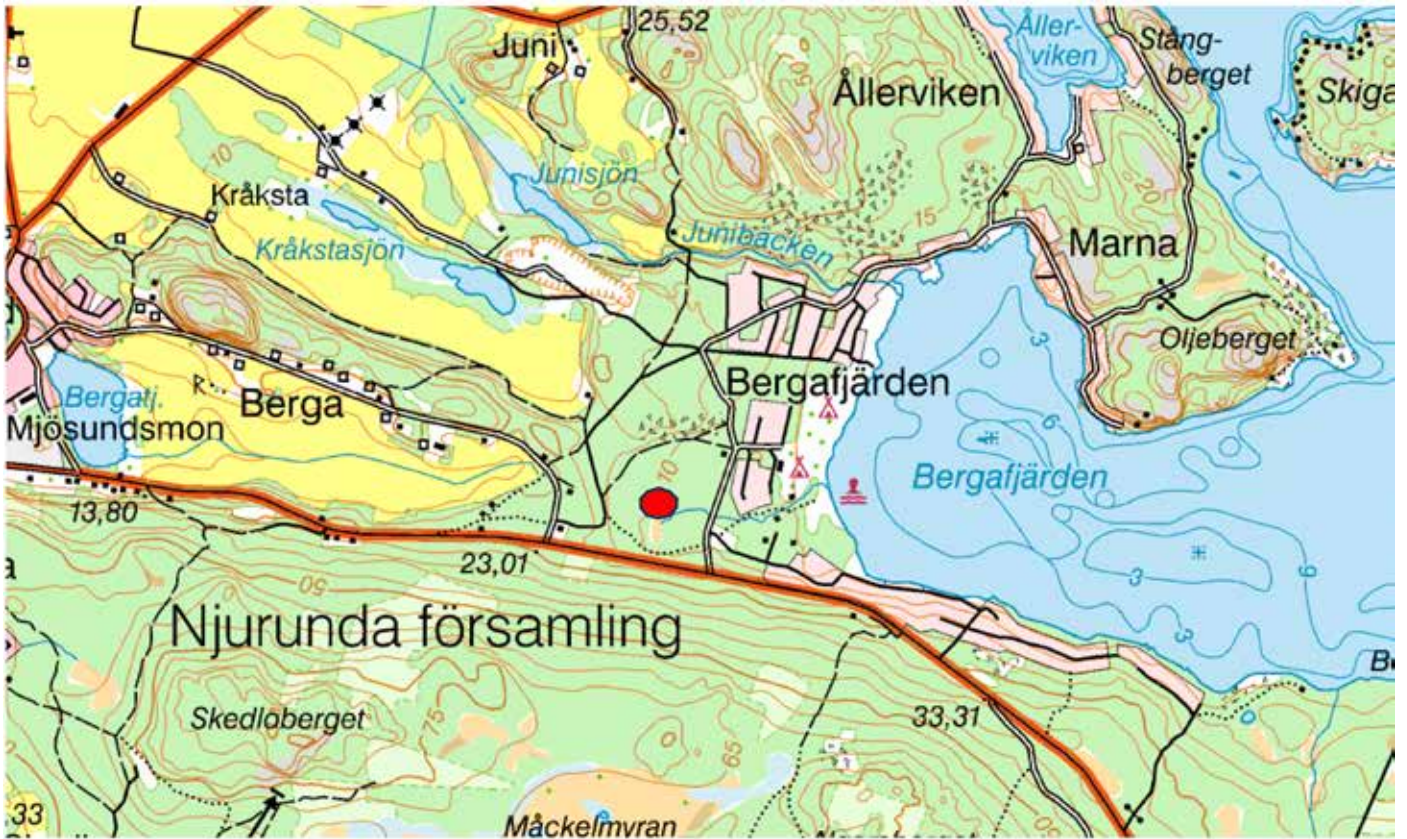 25,52
Juni
Åller-
viken
Stång-
berget
Ållerviken
10
Junisjön
Kråksta
15
Junibäcken
Kråkstasjön
Marna
Oljeberget
3
Bergafjärden
6
Bergatj.
R
Berga
Mjösundsmon
10
Bergafjärden
13,80
23,01
3
6
3
50
Njurunda församling
33,31
Skedloberget
75
65
33
50
Måckelmyran